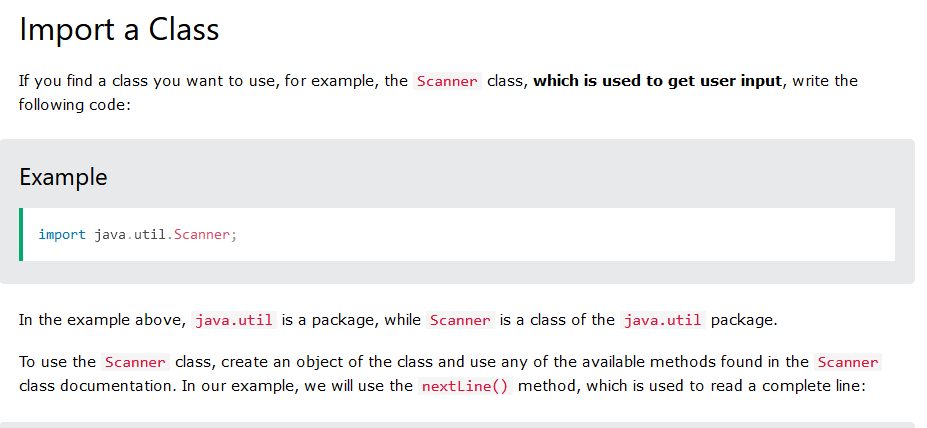 Import a Class
If you find a class you want to use, for example, the Scanner class, which is used to get user input, write the
following code:
Example
import java.util.Scanner;
In the example above, java.util is a package, while Scanner is a class of the java.util package.
To use the Scanner class, create an object of the class and use any of the available methods found in the Scanner
class documentation. In our example, we will use the nextLine() method, which is used to read a complete line: